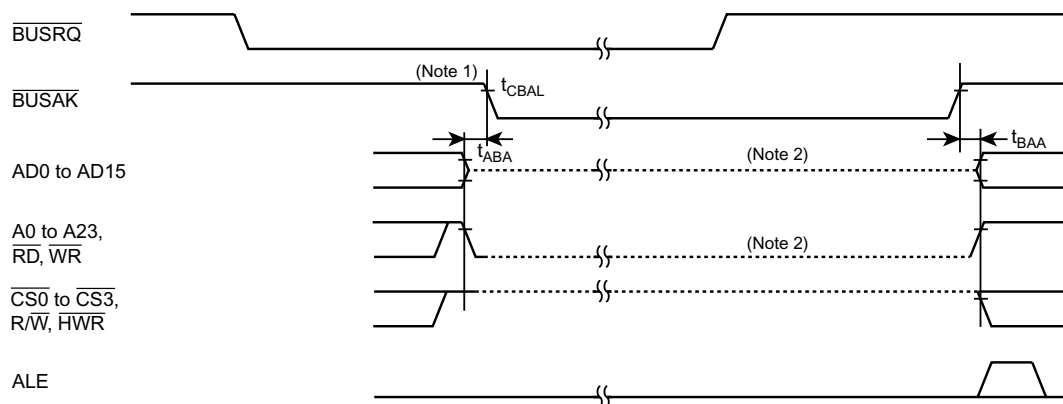 BUSRQ
(Note 1)
tCBAL
BUSAK
tABA
(Note 2)
tBAA
AD0 to AD15
A0 to A23,
RD, WR
(Note 2)
CS0 to CS3,
R/W, HWR
ALE